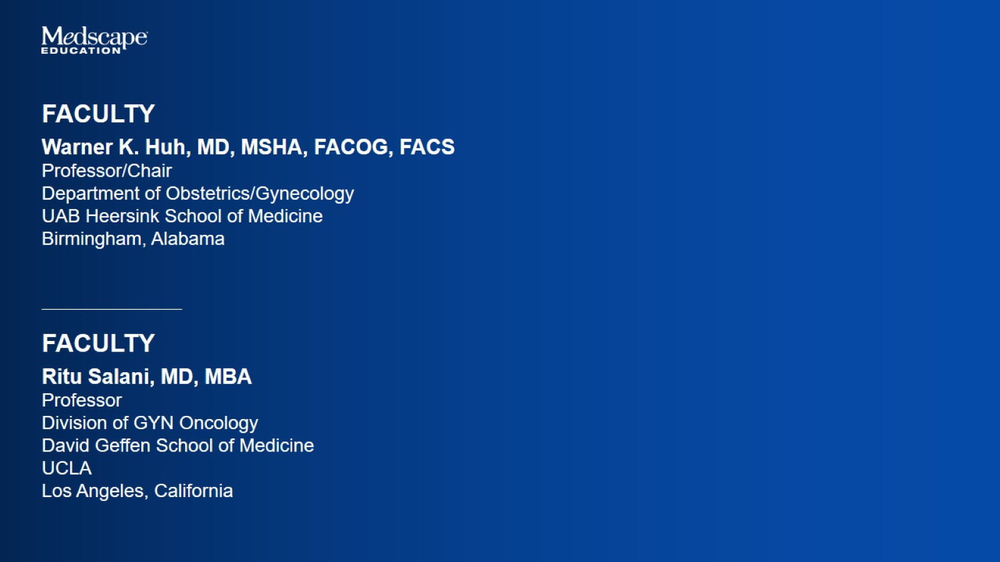 Medscape
EDUCATION
FACULTY
Warner K. Huh, MD, MSHA, FACOG, FACS
Professor/Chair
Department of Obstetrics/Gynecology
UAB Heersink School of Medicine
Birmingham, Alabama
FACULTY
Ritu Salani, MD, MBA
Professor
Division of GYN Oncology
David Geffen School of Medicine
UCLA
Los Angeles, California